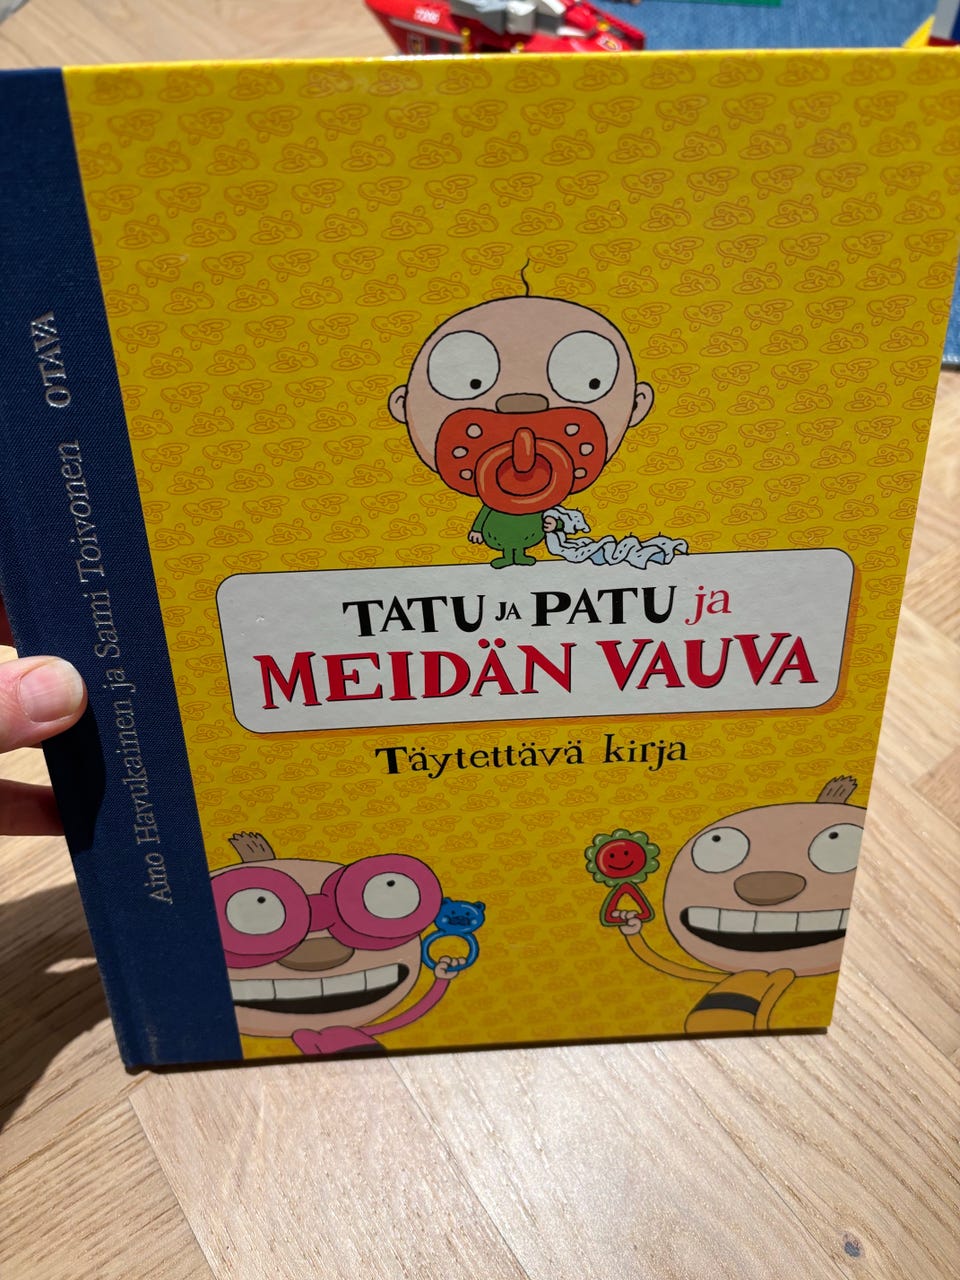 Aino Havukainen ja Sami Toivonen OTAVA
TATU JA PATU ja
MEIDÄN VAUVA
Täytettävä kirja